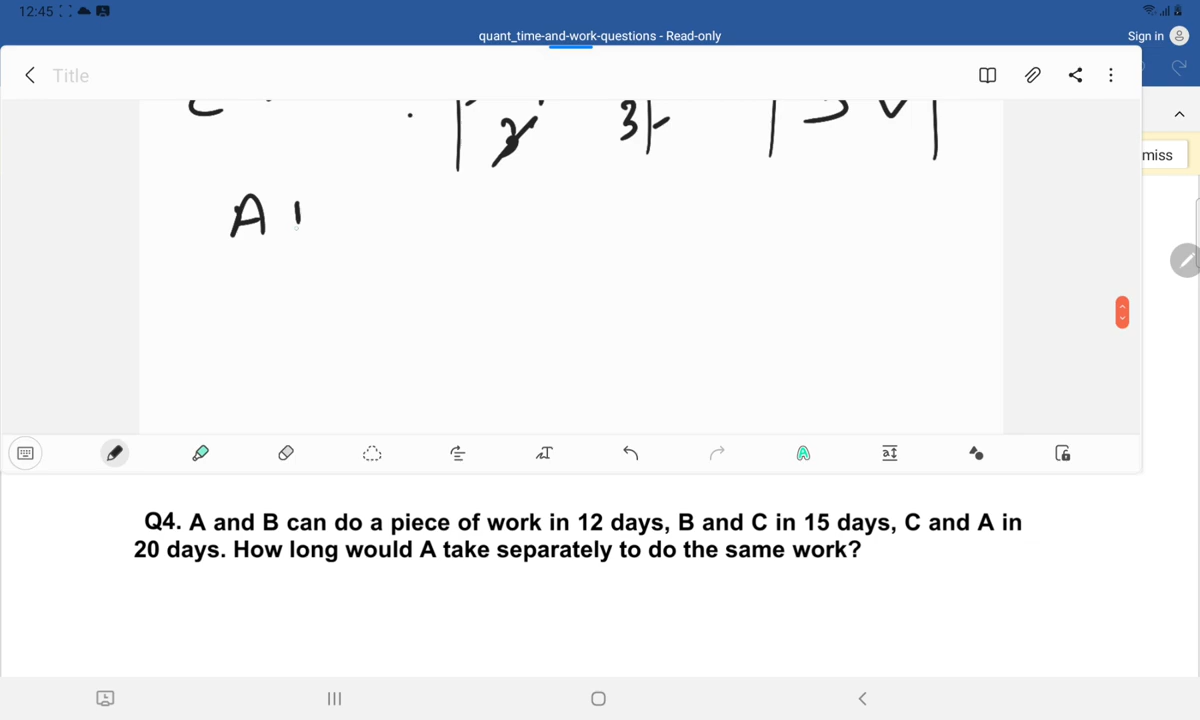 12:45
quant_time-and-work-questions - Read-only
Sign in
Title
miss
A
Q4. A and B can do a piece of work in 12 days, B and C in 15 days, C and A in
20 days. How long would A take separately to do the same work?